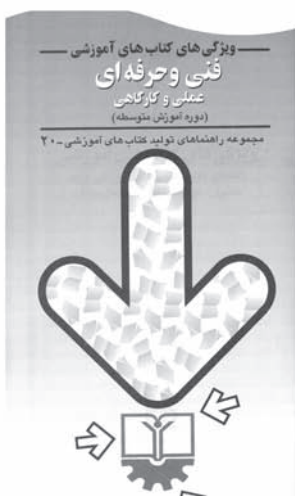 ویژگی های کتاب های آموزشی
فنی و حرفه ای
عملی و کارگاهی
(دوره آموزش متوسطه)
مجموعه راهنماهای تولید کتاب های آموزشی - ۲۰